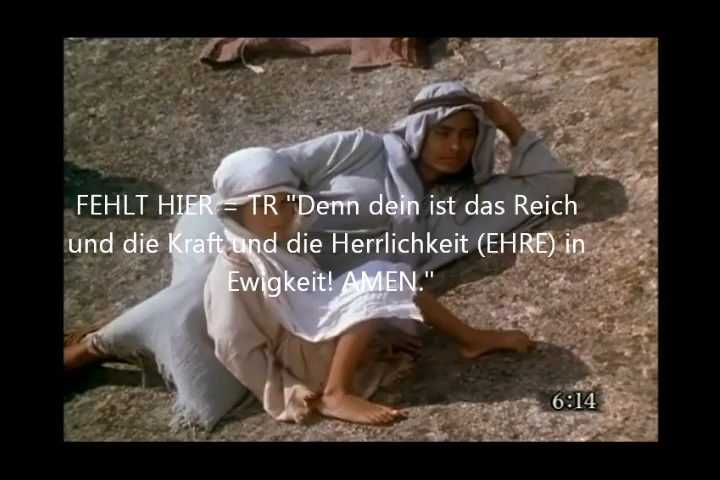 FEHLT HIER = TR "Denn dein ist das Reich
und die Kraft und die Herrlichkeit (EHRE) in
Ewigkeit! AMEN."
6:14